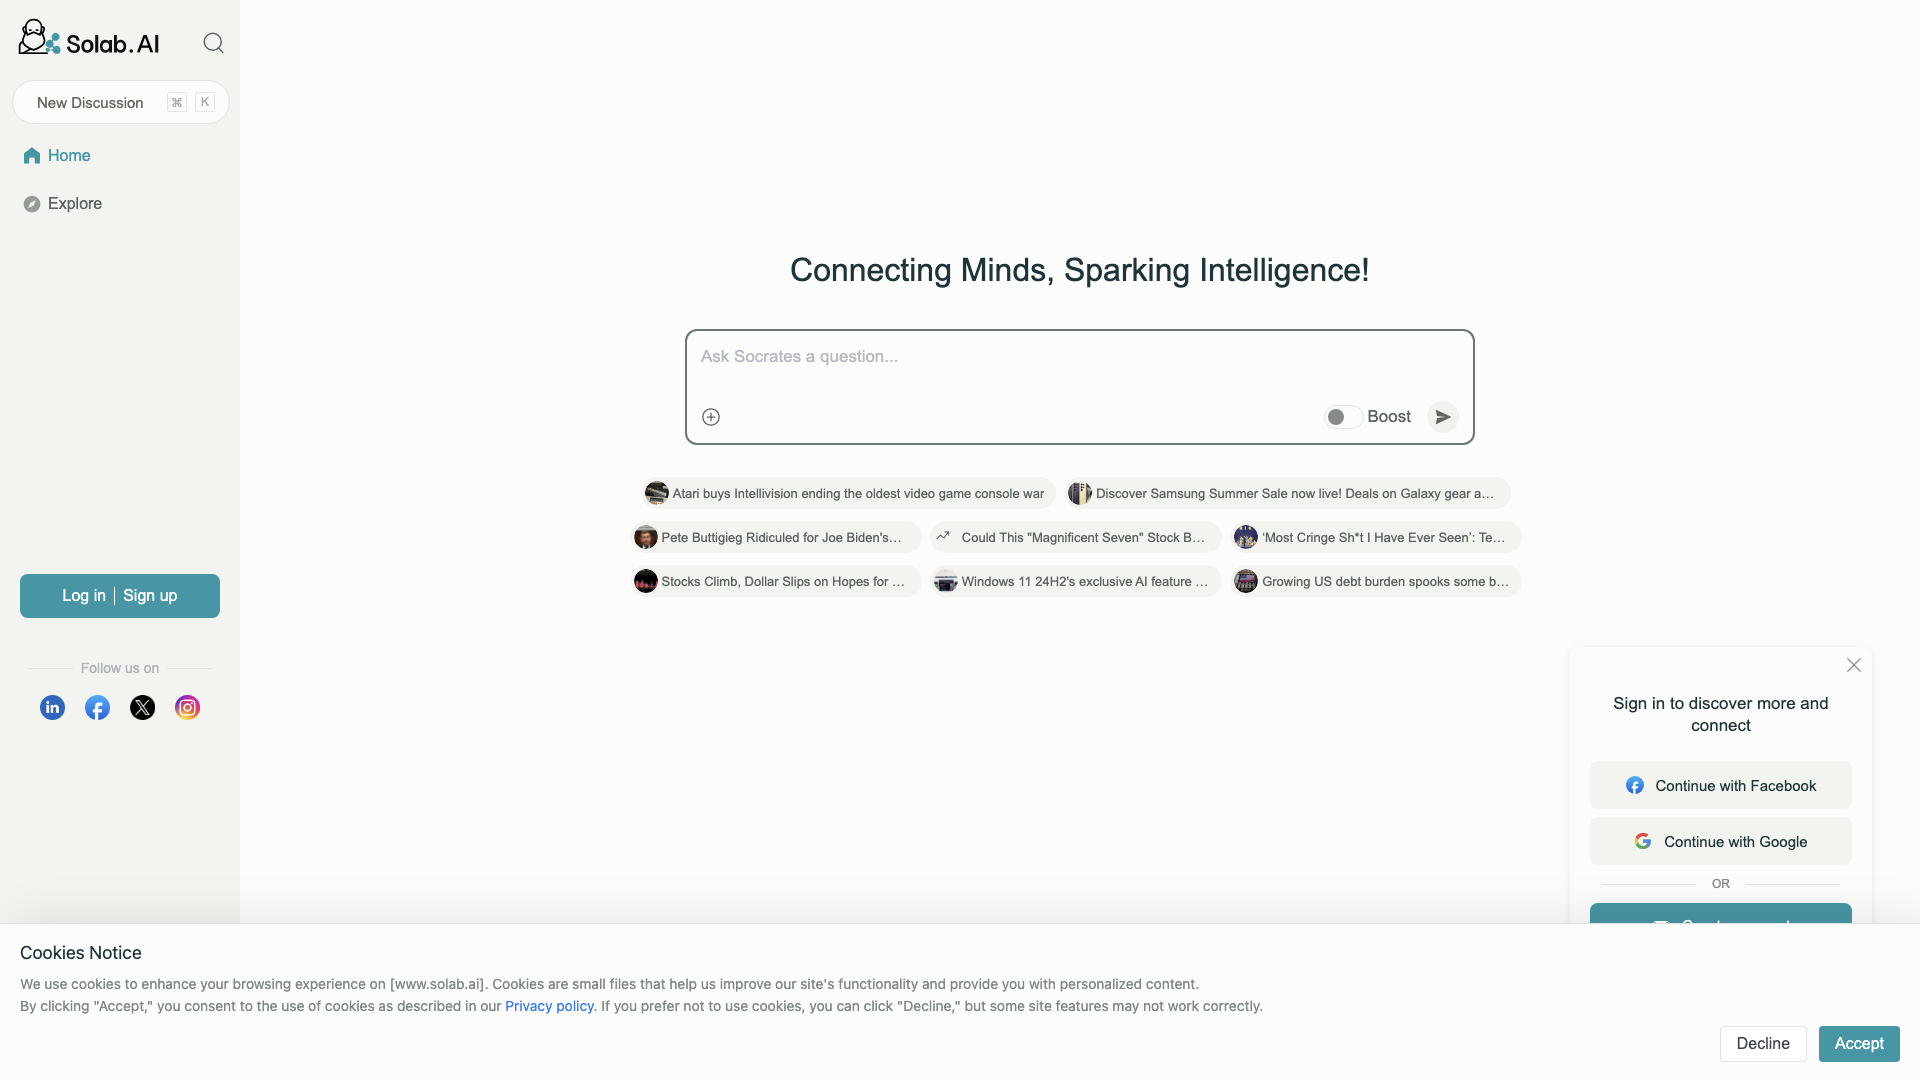 Solab.AI
New Discussion ⌘ K
Home
Explore
Log in | Sign up
Follow us on
Connecting Minds, Sparking Intelligence!
Ask Socrates a question...
Boost
Atari buys Intellivision ending the oldest video game console war
Discover Samsung Summer Sale now live! Deals on Galaxy gear a...
Pete Buttigieg Ridiculed for Joe Biden's...
Could This "Magnificent Seven" Stock B...
‘Most Cringe Sh*t I Have Ever Seen’: Te...
Stocks Climb, Dollar Slips on Hopes for ...
Windows 11 24H2's exclusive AI feature ...
Growing US debt burden spooks some b...
Sign in to discover more and
connect
Continue with Facebook
Continue with Google
OR
Cookies Notice
We use cookies to enhance your browsing experience on [www.solab.ai]. Cookies are small files that help us improve our site's functionality and provide you with personalized content.
By clicking "Accept," you consent to the use of cookies as described in our Privacy policy. If you prefer not to use cookies, you can click "Decline," but some site features may not work correctly.
Decline
Accept